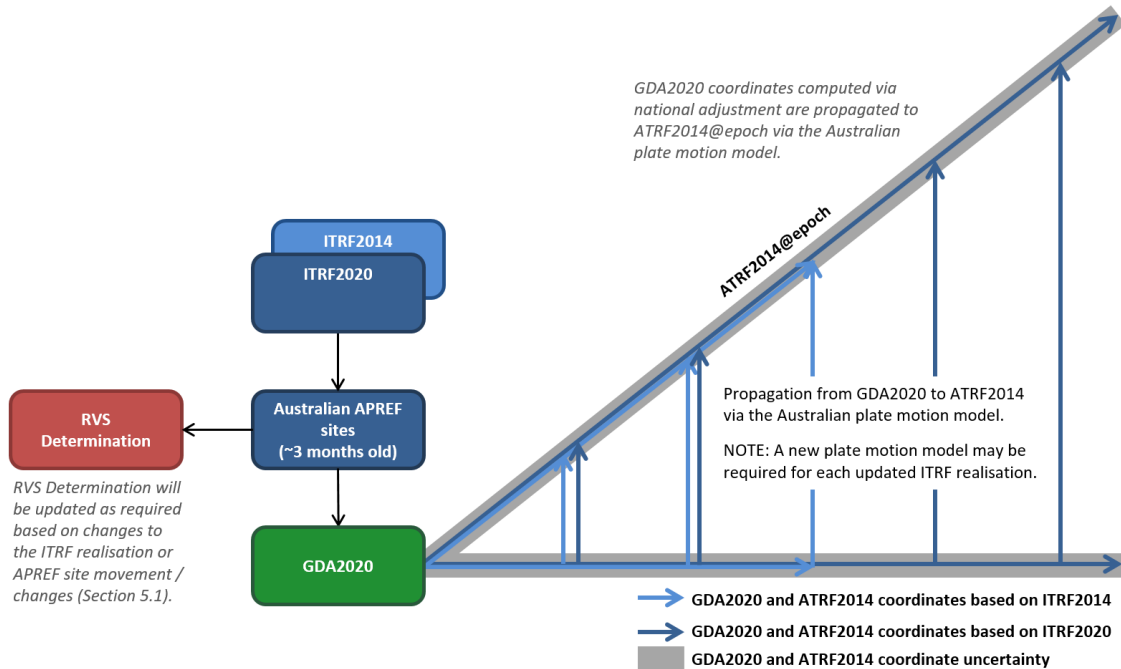 GDA2020 coordinates computed via
national adjustment are propagated to
ATRF2014@epoch via the Australian
plate motion model.
ATRF2014@epoch
ITRF2014
ITRF2020
Australian APREF
sites
(~3 months old)
RVS
Determination
RVS Determination will
be updated as required
based on changes to
the ITRF realisation or
APREF site movement /
changes (Section 5.1).
GDA2020
Propagation from GDA2020 to ATRF2014
via the Australian plate motion model.
NOTE: A new plate motion model may be
required for each updated ITRF realisation.
GDA2020 and ATRF2014 coordinates based on ITRF2014
GDA2020 and ATRF2014 coordinates based on ITRF2020
GDA2020 and ATRF2014 coordinate uncertainty